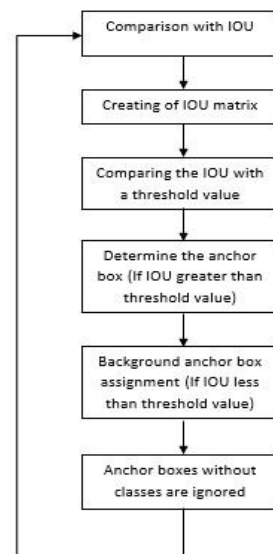 Comparison with IOU
Creating of IOU matrix
Comparing the IOU with
a threshold value
Determine the anchor
box (If IOU greater than
threshold value)
Background anchor box
assignment (If IOU less
than threshold value)
Anchor boxes without
classes are ignored